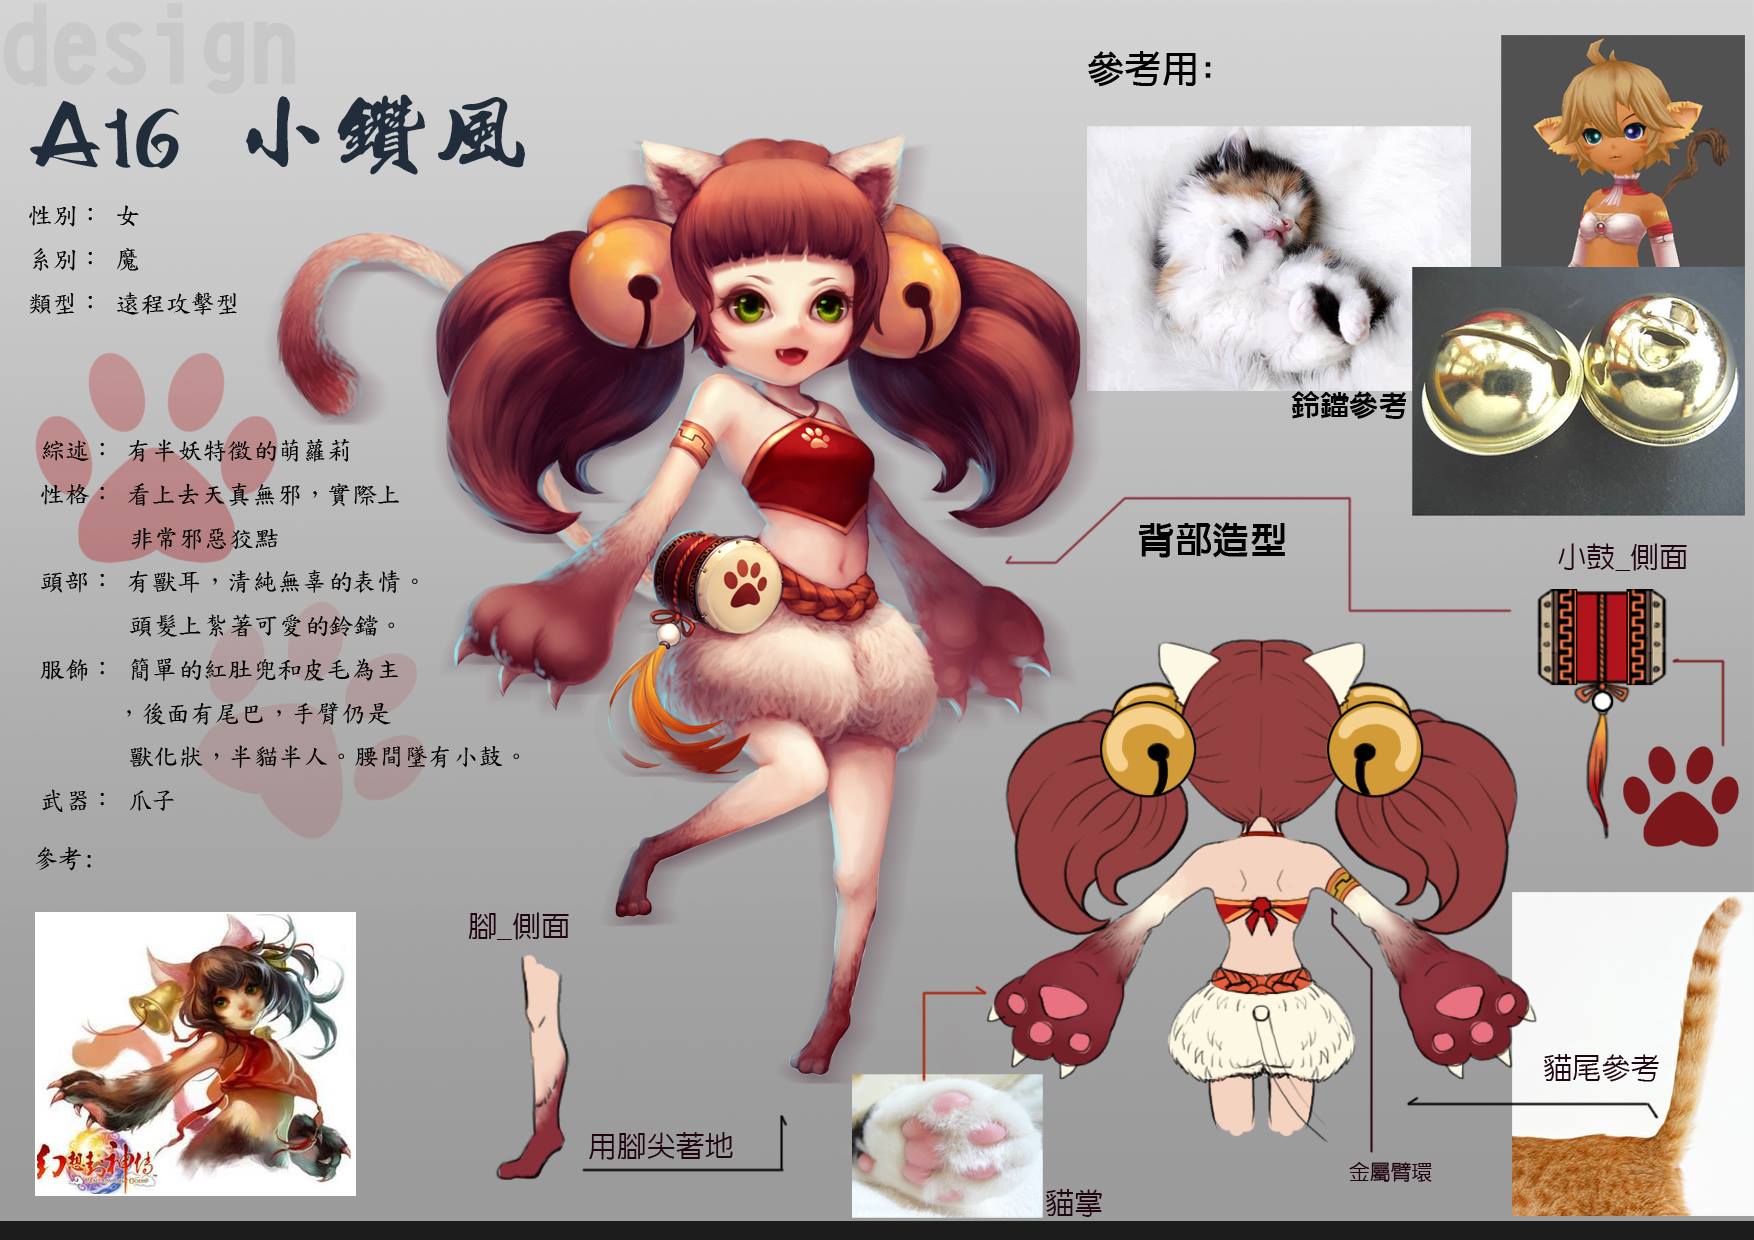 design
A16 小鑽風
性別： 女
系別： 魔
類型： 遠程攻擊型
綜述： 有半妖特徵的萌蘿莉
性格： 看上去天真無邪，實際上
非常邪惡狡黠
頭部： 有獸耳，清純無辜的表情。
頭髮上紮著可愛的鈴鐺。
服飾： 簡單的紅肚兜和皮毛為主
，後面有尾巴，手臂仍是
獸化狀，半貓半人。腰間墜有小鼓。
武器： 爪子
參考:
幻想封神传
腳_側面
用腳尖著地
參考用:
鈴鐺參考
背部造型
小鼓_側面
貓尾參考
金屬臂環
貓掌